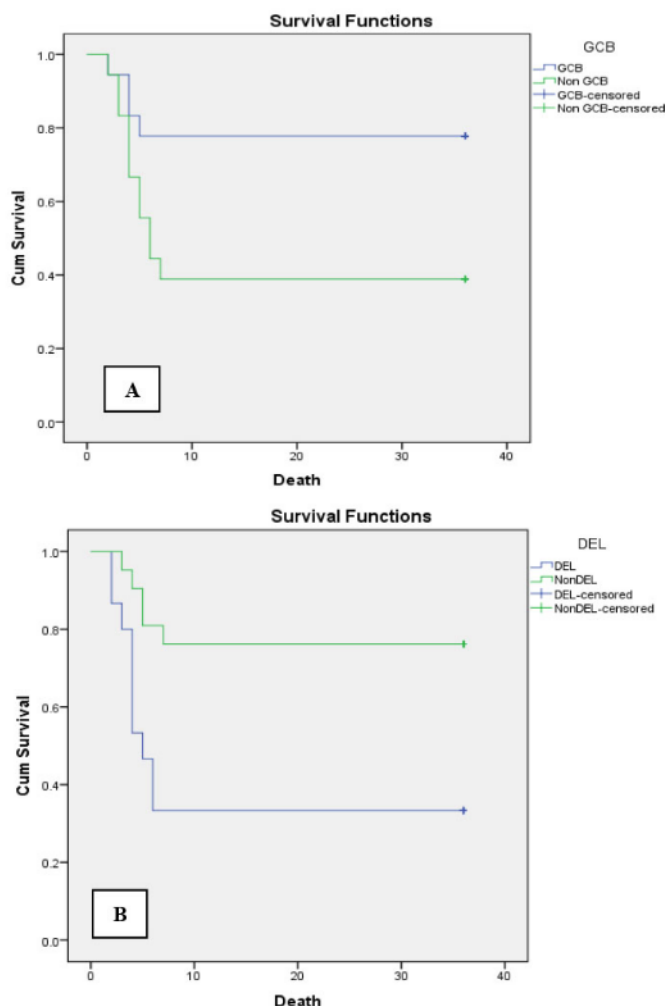 Survival Functions
GCB
GCB
Non GCB
GCB-censored
Non GCB-censored
1.0
0.8
0.6
0.4
0.2
0.0
Cum Survival
A
0 10 20 30 40
Death
Survival Functions
DEL
DEL
NonDEL
DEL-censored
NonDEL-censored
1.0
0.8
0.6
0.4
0.2
0.0
Cum Survival
B
0 10 20 30 40
Death